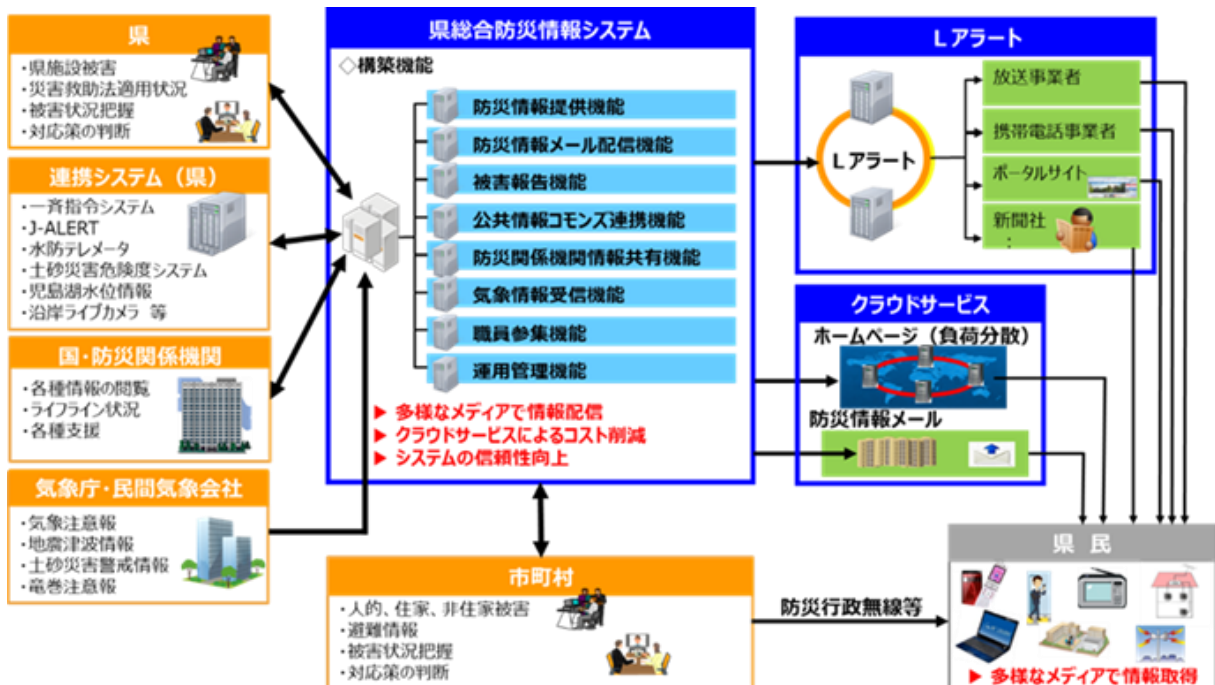 県
・県施設被害
・災害救助法適用状況
・被害状況把握
・対応策の判断
連携システム（県）
・一斉指令システム
・J-ALERT
・水防テレメータ
・土砂災害危険度システム
・児島湖水位情報
・沿岸ライブカメラ 等
国・防災関係機関
・各種情報の閲覧
・ライフライン状況
・各種支援
気象庁・民間気象会社
・気象注意報
・地震津波情報
・土砂災害警戒情報
・竜巻注意報
県総合防災情報システム
◇構築機能
防災情報提供機能
防災情報メール配信機能
被害報告機能
公共情報コモンズ連携機能
防災関係機関情報共有機能
気象情報受信機能
職員参集機能
運用管理機能
▶ 多様なメディアで情報配信
▶ クラウドサービスによるコスト削減
▶ システムの信頼性向上
市町村
・人的、住家、非住家被害
・避難情報
・被害状況把握
・対応策の判断
Lアラート
Lアラート
放送事業者
携帯電話事業者
ポータルサイト
新聞社
：
クラウドサービス
ホームページ（負荷分散）
防災情報メール
防災行政無線等
県 民
▶ 多様なメディアで情報取得